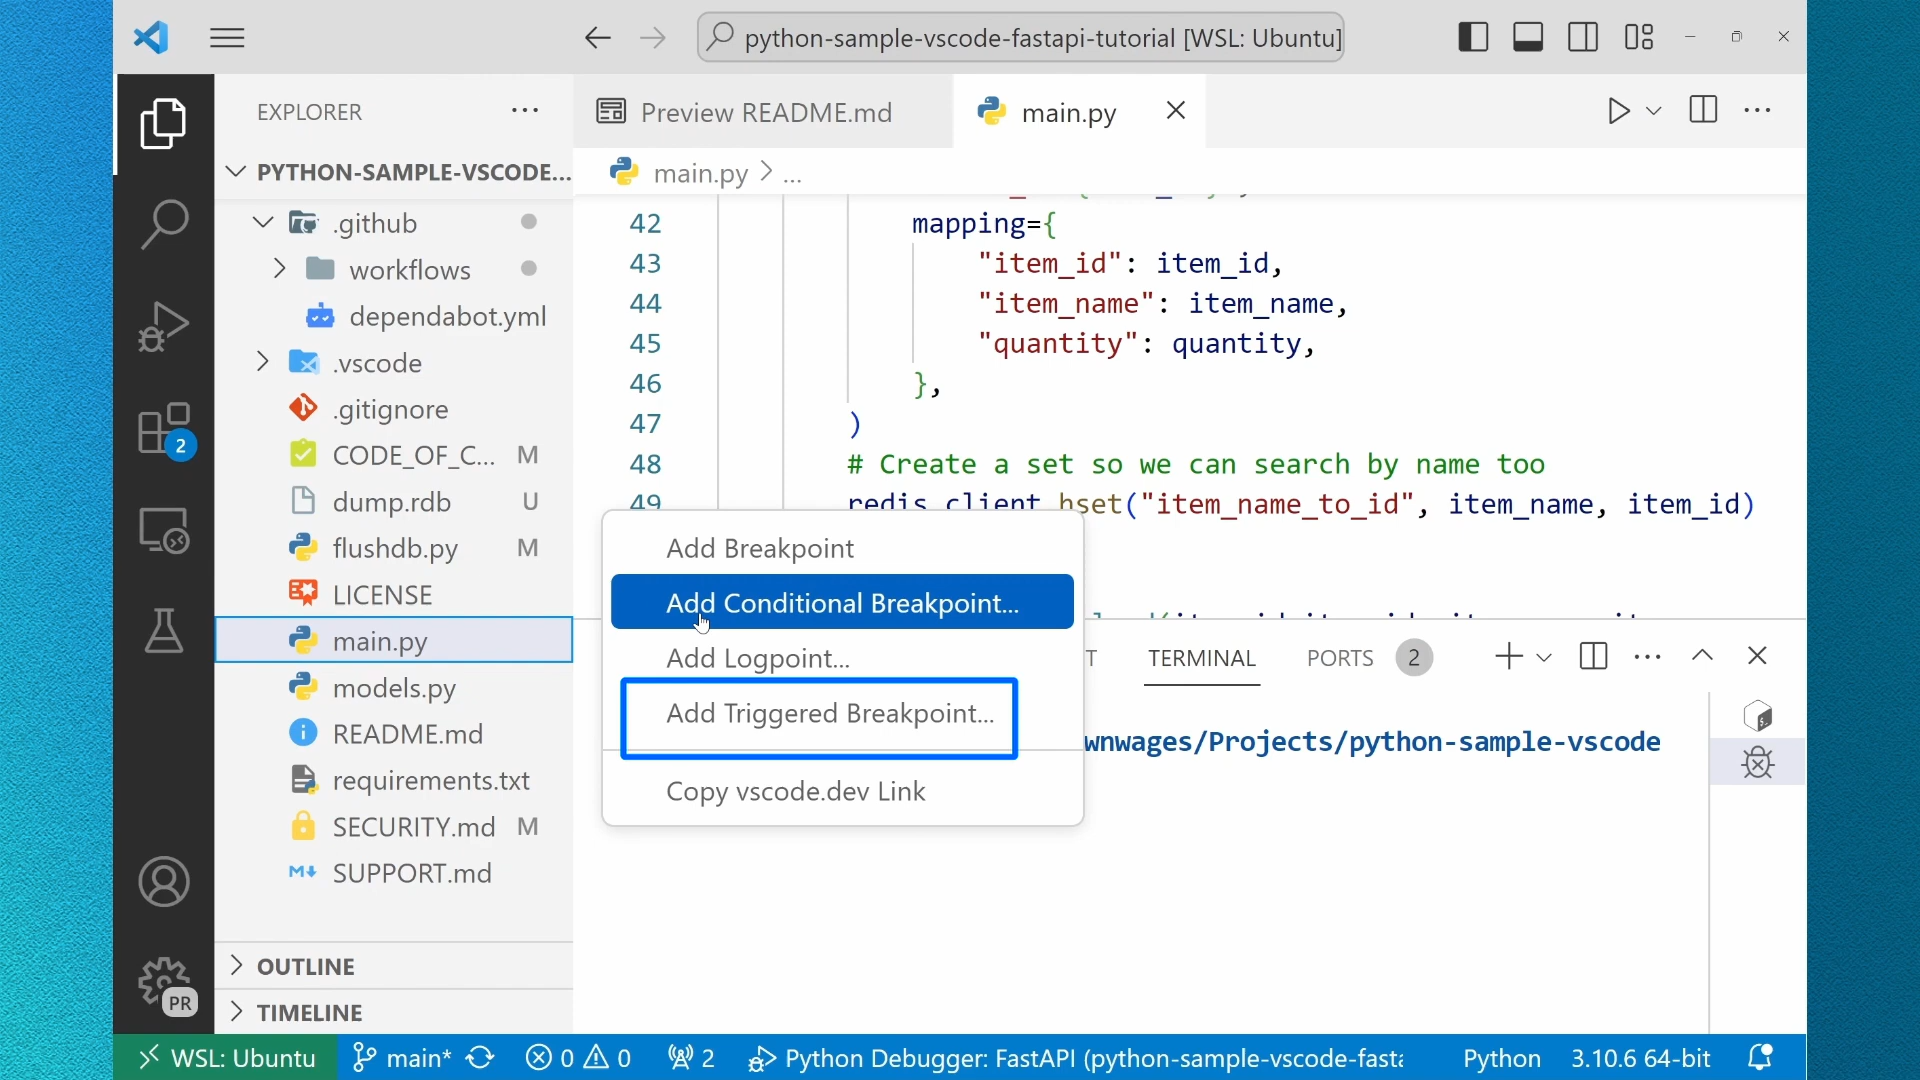 python-sample-vscode-fastapi-tutorial [WSL: Ubuntu]
EXPLORER
Preview README.md
main.py
PYTHON-SAMPLE-VSCODE...
main.py > ...
.github
workflows
dependabot.yml
.vscode
.gitignore
CODE_OF_C... M
dump.rdb U
flushdb.py M
LICENSE
main.py
models.py
README.md
requirements.txt
SECURITY.md M
SUPPORT.md
OUTLINE
TIMELINE
2
PR
42 mapping={
43 "item_id": item_id,
44 "item_name": item_name,
45 "quantity": quantity,
46 },
47 )
48 # Create a set so we can search by name too
49 redis_client.hset("item_name_to_id", item_name, item_id)
Add Breakpoint
Add Conditional Breakpoint...
Add Logpoint...
Add Triggered Breakpoint...
Copy vscode.dev Link
T TERMINAL PORTS 2
wnwages/Projects/python-sample-vscode
WSL: Ubuntu main* 0 0 2 Python Debugger: FastAPI (python-sample-vscode-fasta Python 3.10.6 64-bit